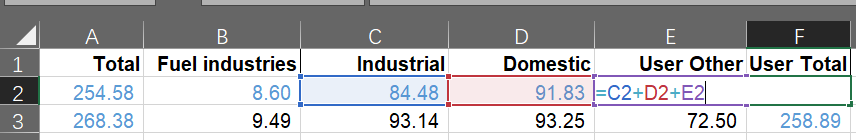 A B C D E F
1 Total Fuel industries Industrial Domestic User Other User Total
2 254.58 8.60 84.48 91.83 =C2+D2+E2
3 268.38 9.49 93.14 93.25 72.50 258.89